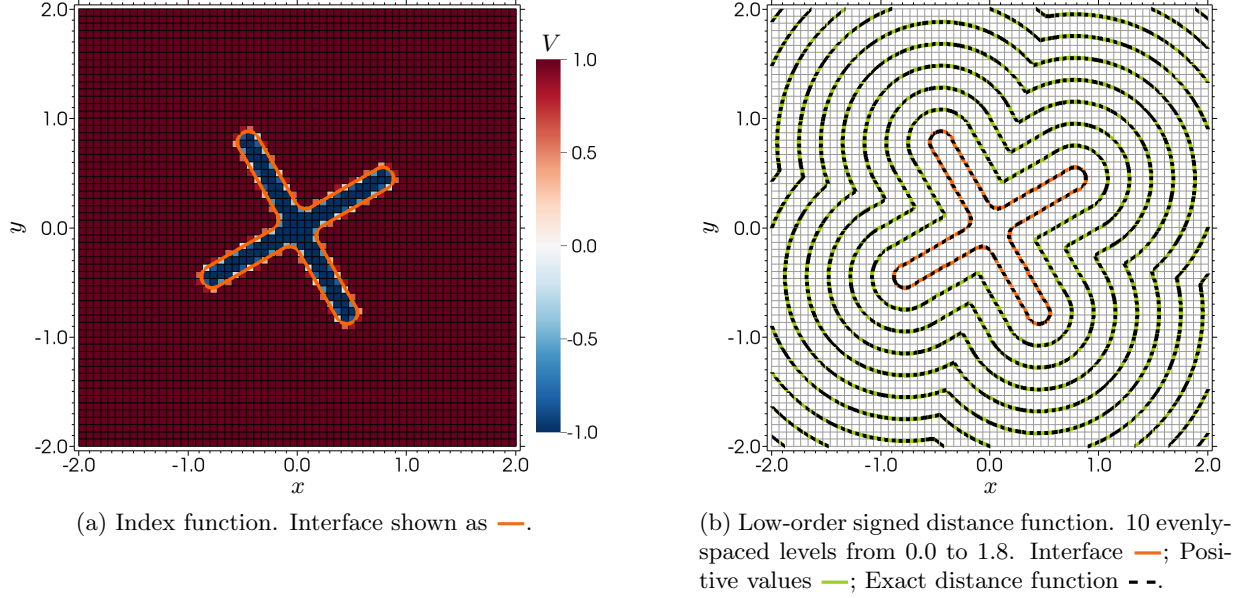 2.0
1.0
0.0
-1.0
-2.0
y
-2.0
-1.0
0.0
1.0
2.0
x
V
1.0
0.5
0.0
-0.5
-1.0
(a) Index function. Interface shown as —.
2.0
1.0
0.0
-1.0
-2.0
y
-2.0
-1.0
0.0
1.0
2.0
x
(b) Low-order signed distance function. 10 evenly-
spaced levels from 0.0 to 1.8. Interface —; Posi-
tive values —; Exact distance function --.